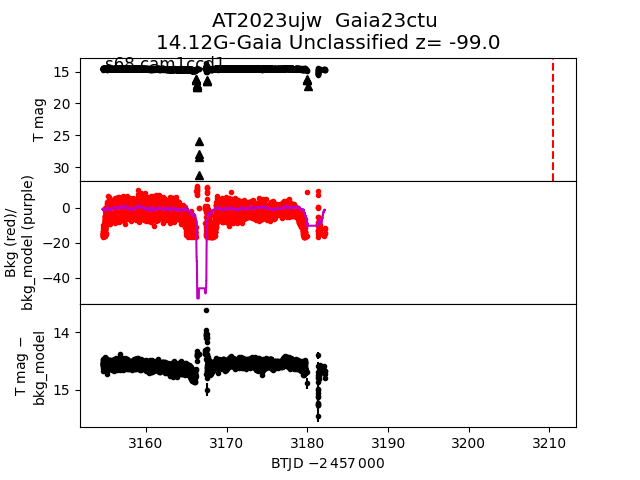 AT2023ujw  Gaia23ctu
14.12G-Gaia Unclassified z= -99.0
s68 cam1ccd1
T mag
15
20
25
30
Bkg (red)/
bkg_model (purple)
0
−20
−40
T mag −
bkg_model
14
15
3160
3170
3180
3190
3200
3210
BTJD −2 457 000